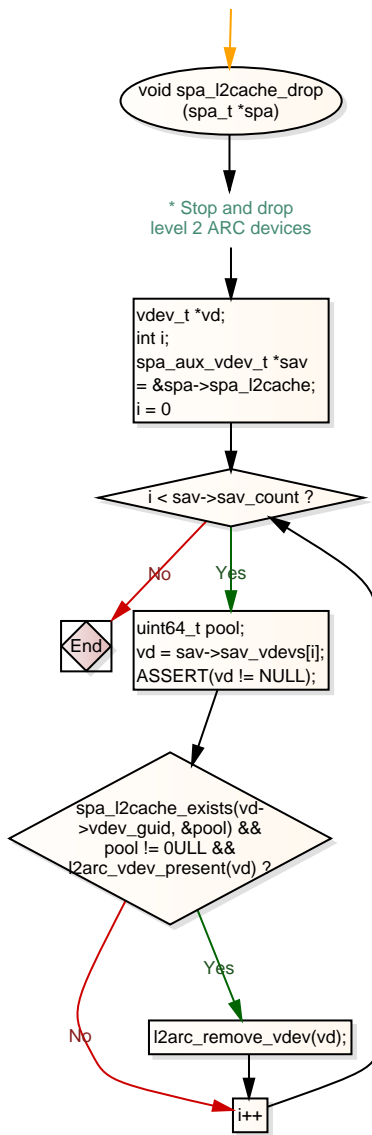 void spa_l2cache_drop
(spa_t *spa)
* Stop and drop
level 2 ARC devices
vdev_t *vd;
int i;
spa_aux_vdev_t *sav
= &spa->spa_l2cache;
i = 0
i < sav->sav_count ?
No
Yes
End
uint64_t pool;
vd = sav->sav_vdevs[i];
ASSERT(vd != NULL);
spa_l2cache_exists(vd-
>vdev_guid, &pool) &&
pool != 0ULL &&
l2arc_vdev_present(vd) ?
Yes
No
l2arc_remove_vdev(vd);
i++